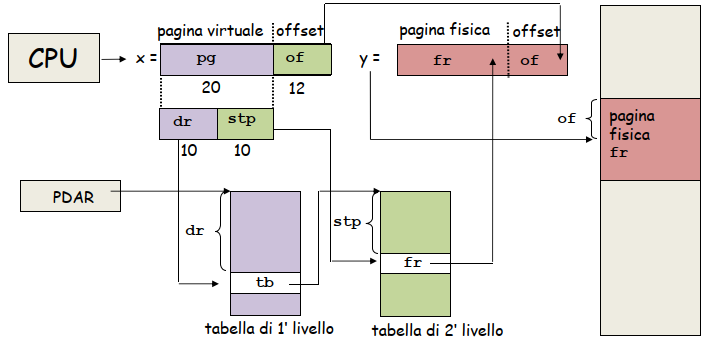 pagina virtuale offset
CPU
x =
pg
of
20
12
dr
stp
10
10
pagina fisica offset
y =
fr
of
of
pagina
fisica
fr
PDAR
dr
tb
tabella di 1' livello
stp
fr
tabella di 2' livello